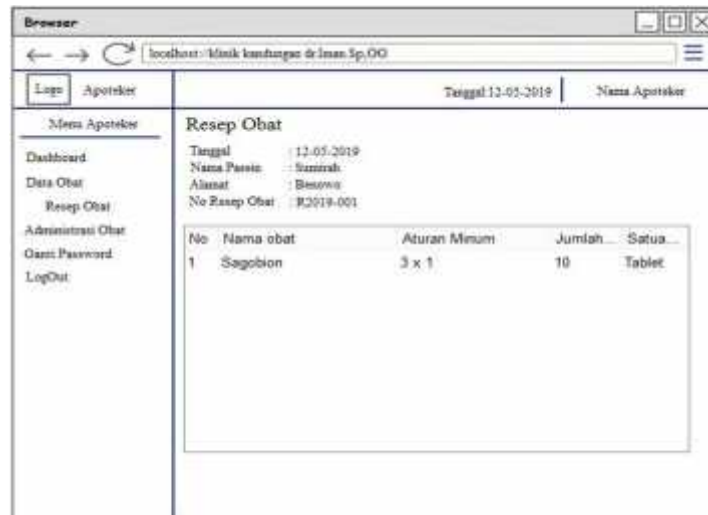 Browser
localhost://klinik kandungan dr.Iman Sp,OG
Logo Apoteker Tanggal:12-05-2019 Nama Apoteker
Menu Apoteker
Dashboard
Data Obat
Resep Obat
Administrasi Obat
Ganti Password
LogOut
Resep Obat
Tanggal : 12-05-2019
Nama Pasein : Sumirah
Alamat : Benowo
No Resep Obat : R2019-001
No Nama obat Aturan Minum Jumlah... Satua...
1 Sagobion 3 x 1 10 Tablet